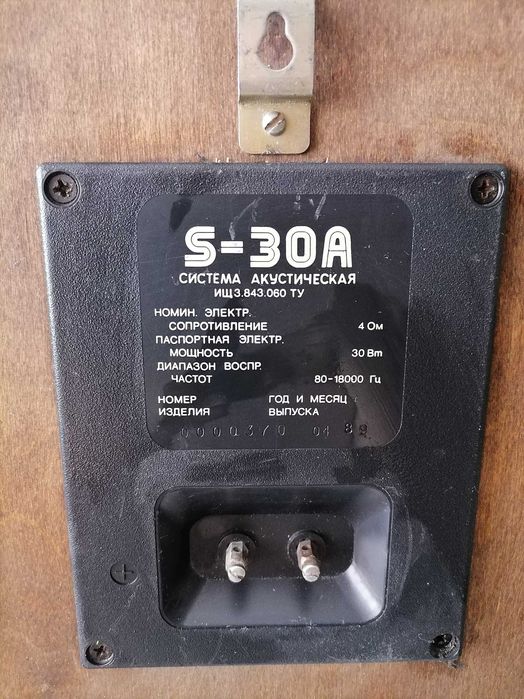 S-30A
СИСТЕМА АКУСТИЧЕСКАЯ
ИЩ3.843.060 ТУ
НОМИН. ЭЛЕКТР.
СОПРОТИВЛЕНИЕ 4 Ом
ПАСПОРТНАЯ ЭЛЕКТР.
МОЩНОСТЬ 30 Вт
ДИАПАЗОН ВОСПР.
ЧАСТОТ 80-18000 Гц
НОМЕР ГОД И МЕСЯЦ
ИЗДЕЛИЯ ВЫПУСКА
0000370 04 89
+